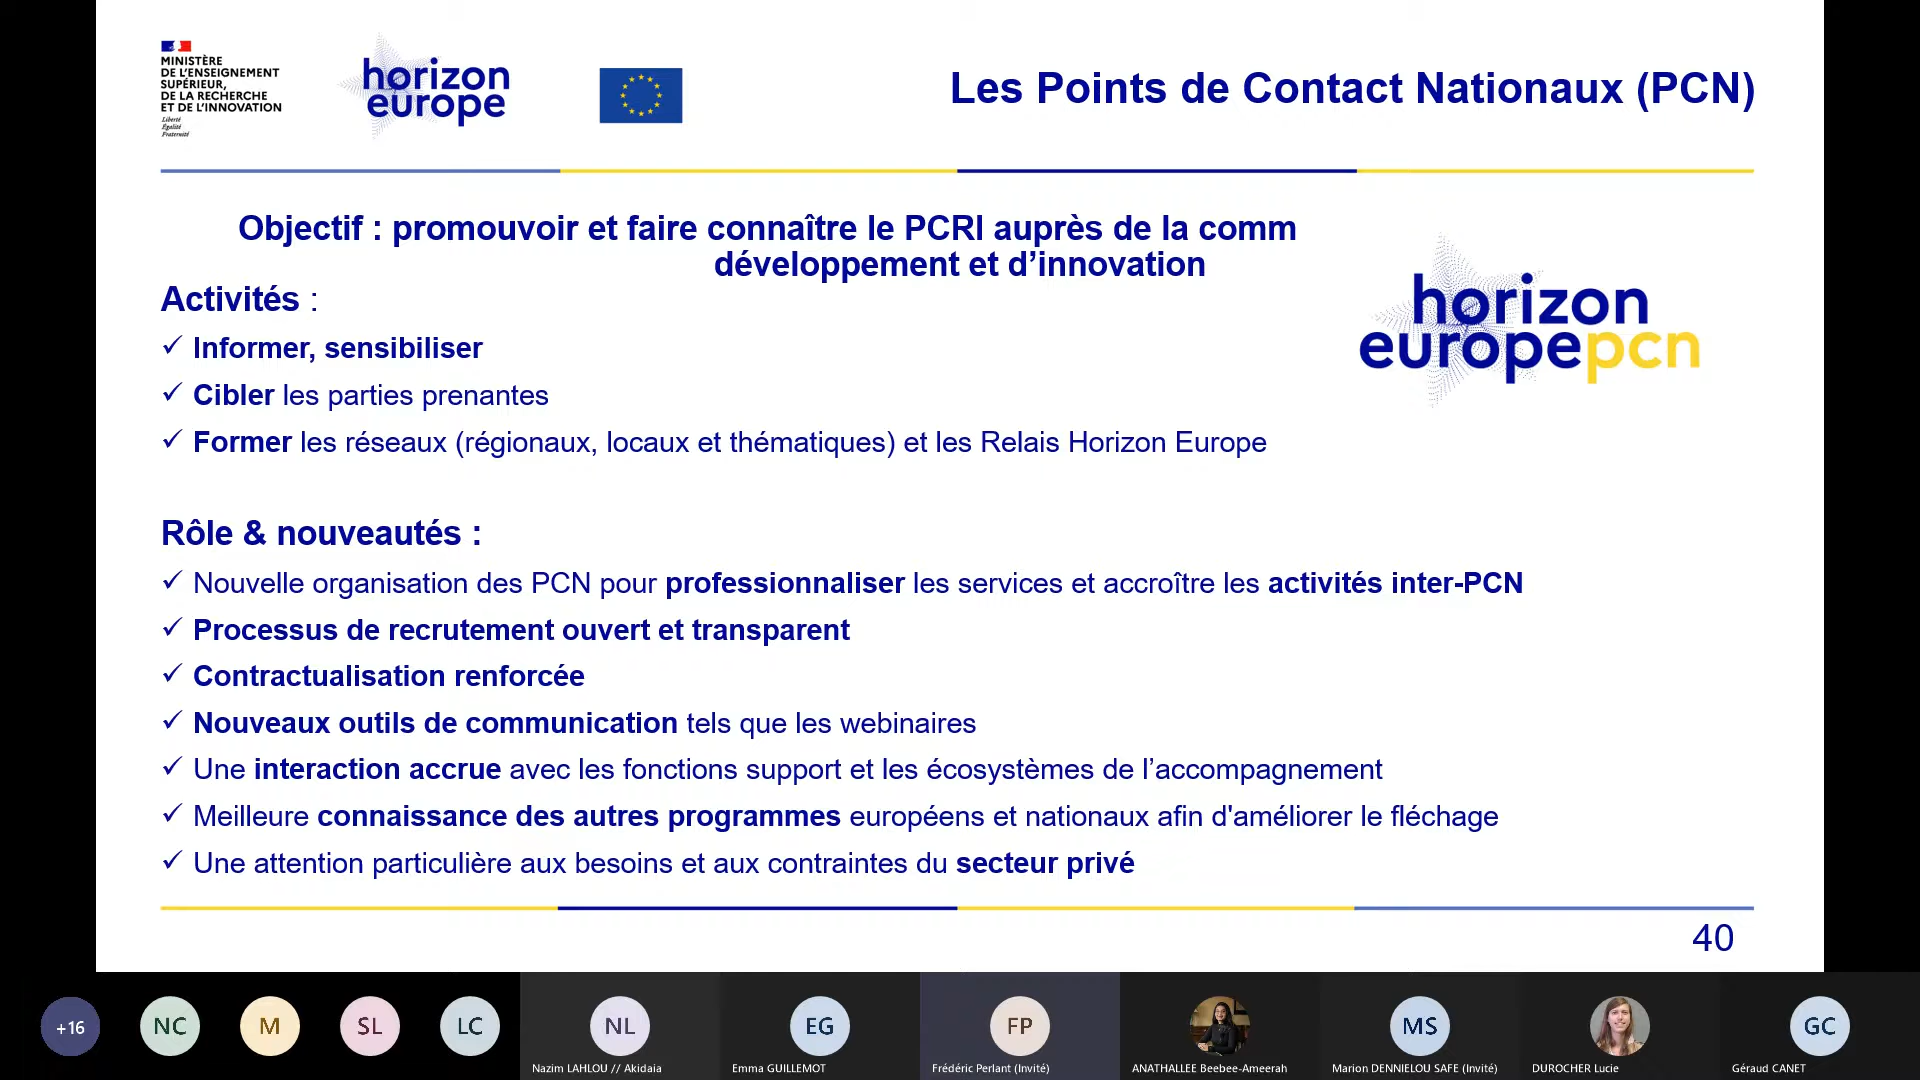 MINISTÈRE
DE L'ENSEIGNEMENT
SUPÉRIEUR,
DE LA RECHERCHE
ET DE L'INNOVATION
Liberté
Égalité
Fraternité
horizon
europe
Les Points de Contact Nationaux (PCN)
Objectif : promouvoir et faire connaître le PCRI auprès de la comm
développement et d’innovation
horizon
europepcn
Activités :
✓ Informer, sensibiliser
✓ Cibler les parties prenantes
✓ Former les réseaux (régionaux, locaux et thématiques) et les Relais Horizon Europe
Rôle & nouveautés :
✓ Nouvelle organisation des PCN pour professionnaliser les services et accroître les activités inter-PCN
✓ Processus de recrutement ouvert et transparent
✓ Contractualisation renforcée
✓ Nouveaux outils de communication tels que les webinaires
✓ Une interaction accrue avec les fonctions support et les écosystèmes de l’accompagnement
✓ Meilleure connaissance des autres programmes européens et nationaux afin d'améliorer le fléchage
✓ Une attention particulière aux besoins et aux contraintes du secteur privé
40
+16 NC M SL LC NL EG FP MS GC
Nazim LAHLOU // Akidaia Emma GUILLEMOT Frédéric Perlant (Invité) ANATHALLEE Beebee-Ameerah Marion DENNIELOU SAFE (Invité) DUROCHER Lucie Géraud CANET